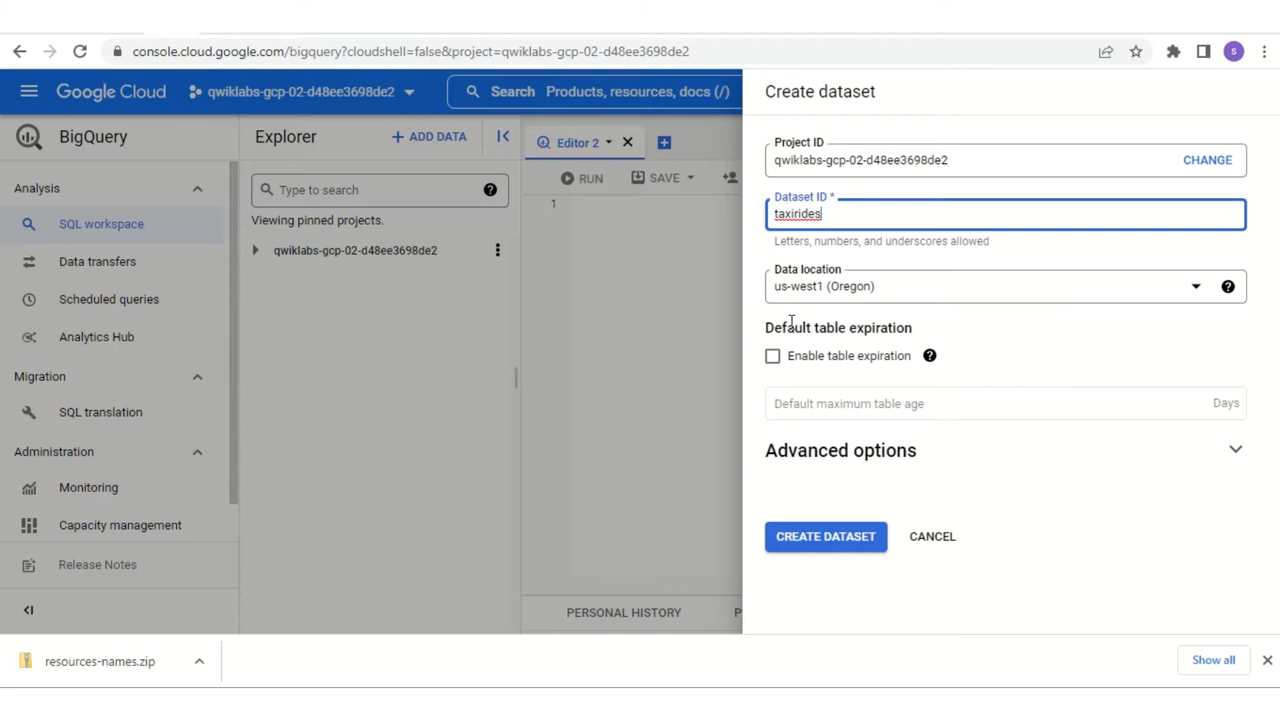 console.cloud.google.com/bigquery?cloudshell=false&project=qwiklabs-gcp-02-d48ee3698de2
S
Google Cloud
qwiklabs-gcp-02-d48ee3698de2
Search Products, resources, docs (/)
BigQuery
Analysis
SQL workspace
Data transfers
Scheduled queries
Analytics Hub
Migration
SQL translation
Administration
Monitoring
Capacity management
Release Notes
Explorer
+ ADD DATA
Type to search
Viewing pinned projects.
qwiklabs-gcp-02-d48ee3698de2
Editor 2
RUN
SAVE
1
PERSONAL HISTORY
P
Create dataset
Project ID
qwiklabs-gcp-02-d48ee3698de2
CHANGE
Dataset ID *
taxirides
Letters, numbers, and underscores allowed
Data location
us-west1 (Oregon)
Default table expiration
Enable table expiration
Default maximum table age
Days
Advanced options
CREATE DATASET
CANCEL
resources-names.zip
Show all